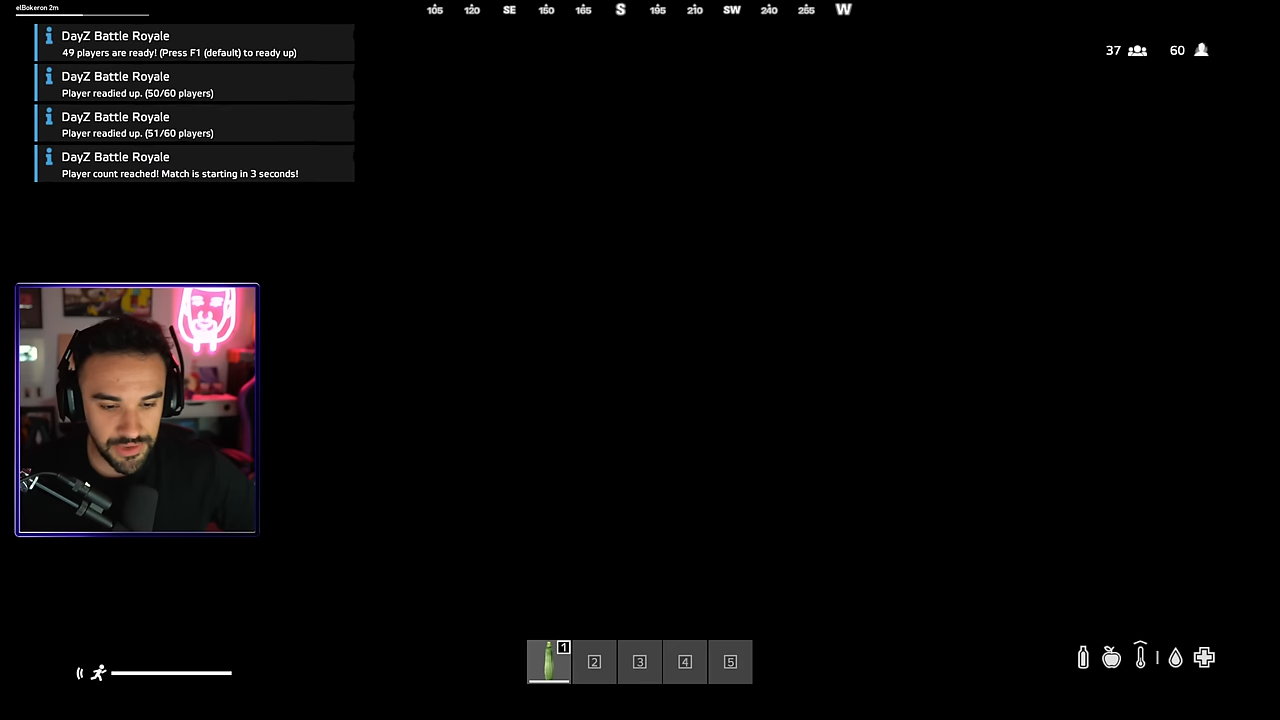 elBokeron 2m
105 120 SE 150 165 S 195 210 SW 240 255 W
DayZ Battle Royale
49 players are ready! (Press F1 (default) to ready up)
DayZ Battle Royale
Player readied up. (50/60 players)
DayZ Battle Royale
Player readied up. (51/60 players)
DayZ Battle Royale
Player count reached! Match is starting in 3 seconds!
37 60
1 2 3 4 5